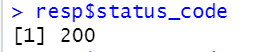 > resp$status_code
[1] 200